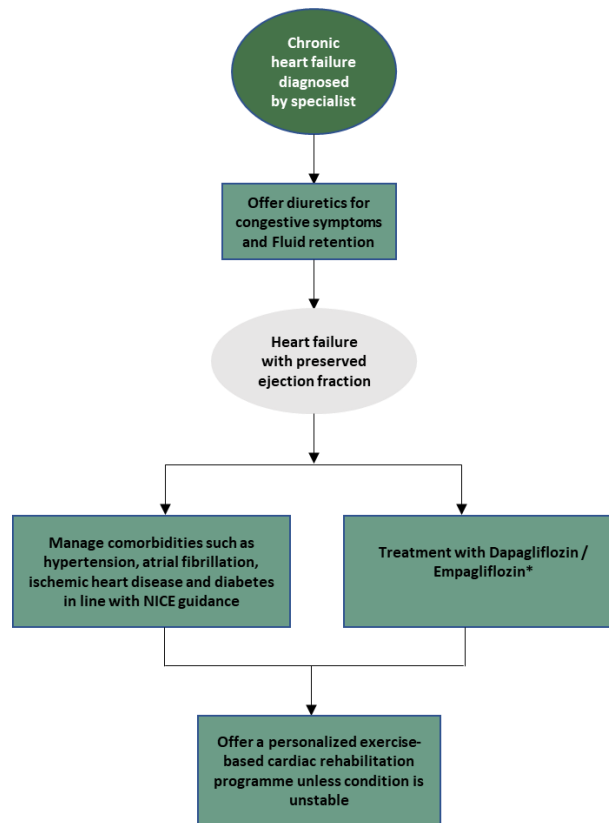 Chronic
heart failure
diagnosed
by specialist
Offer diuretics for
congestive symptoms
and Fluid retention
Heart failure
with preserved
ejection fraction
Manage comorbidities such as
hypertension, atrial fibrillation,
ischemic heart disease and diabetes
in line with NICE guidance
Treatment with Dapagliflozin /
Empagliflozin*
Offer a personalized exercise-
based cardiac rehabilitation
programme unless condition is
unstable